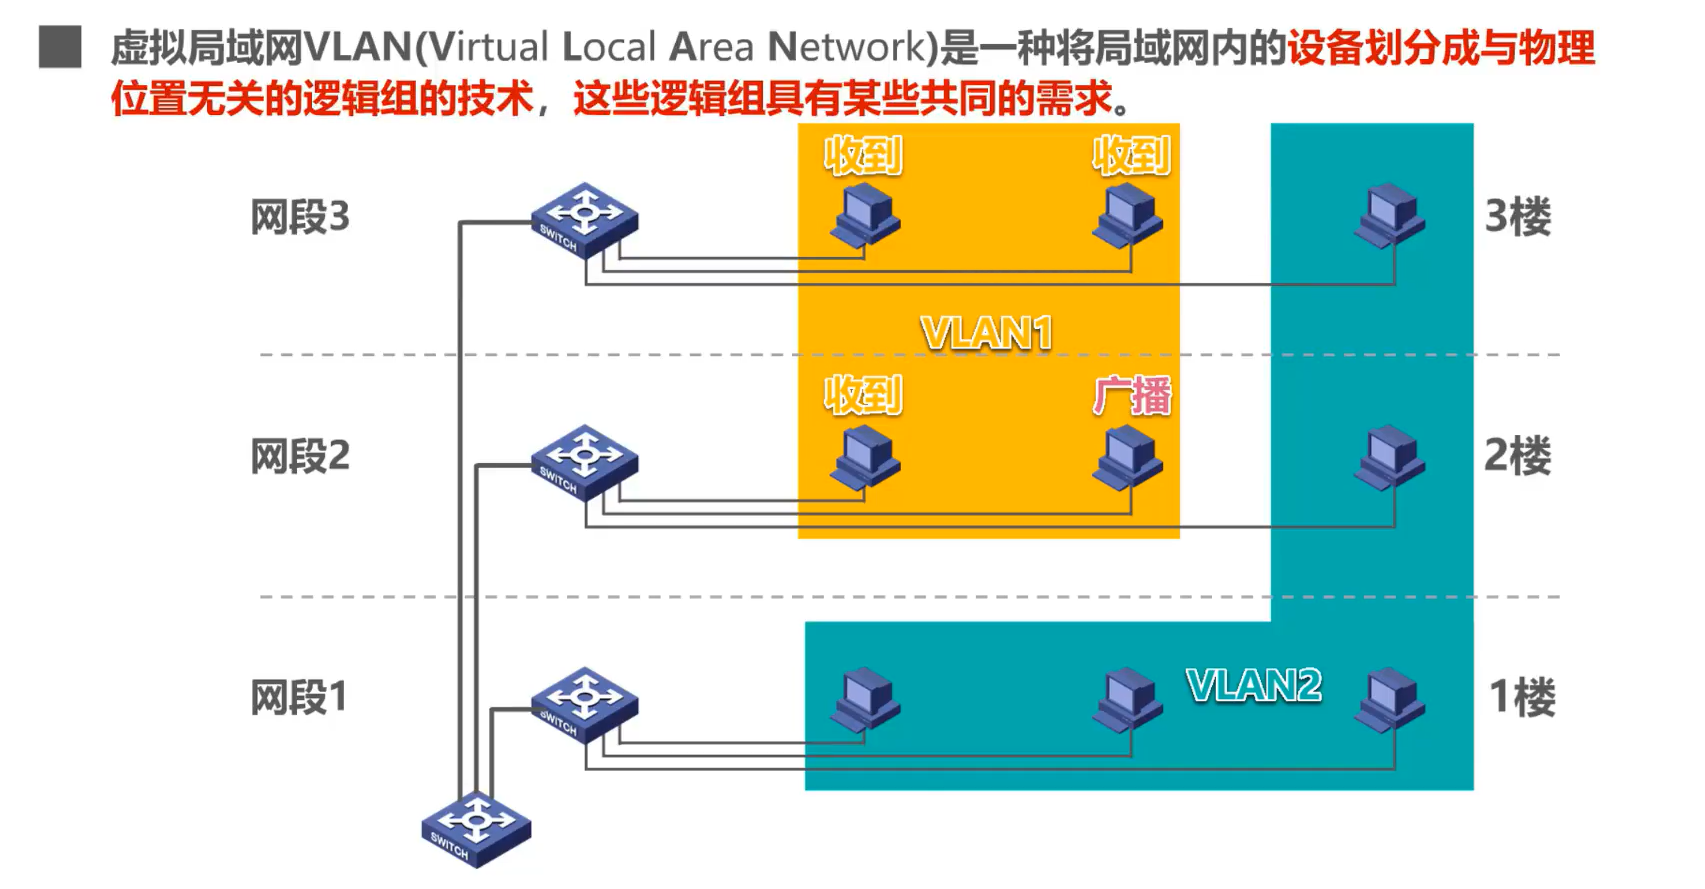 虚拟局域网VLAN(Virtual Local Area Network)是一种将局域网内的设备划分成与物理
位置无关的逻辑组的技术，这些逻辑组具有某些共同的需求。
收到 收到
网段3 SWITCH 3楼
VLAN1
收到 广播
网段2 SWITCH 2楼
网段1 SWITCH VLAN2 1楼
SWITCH